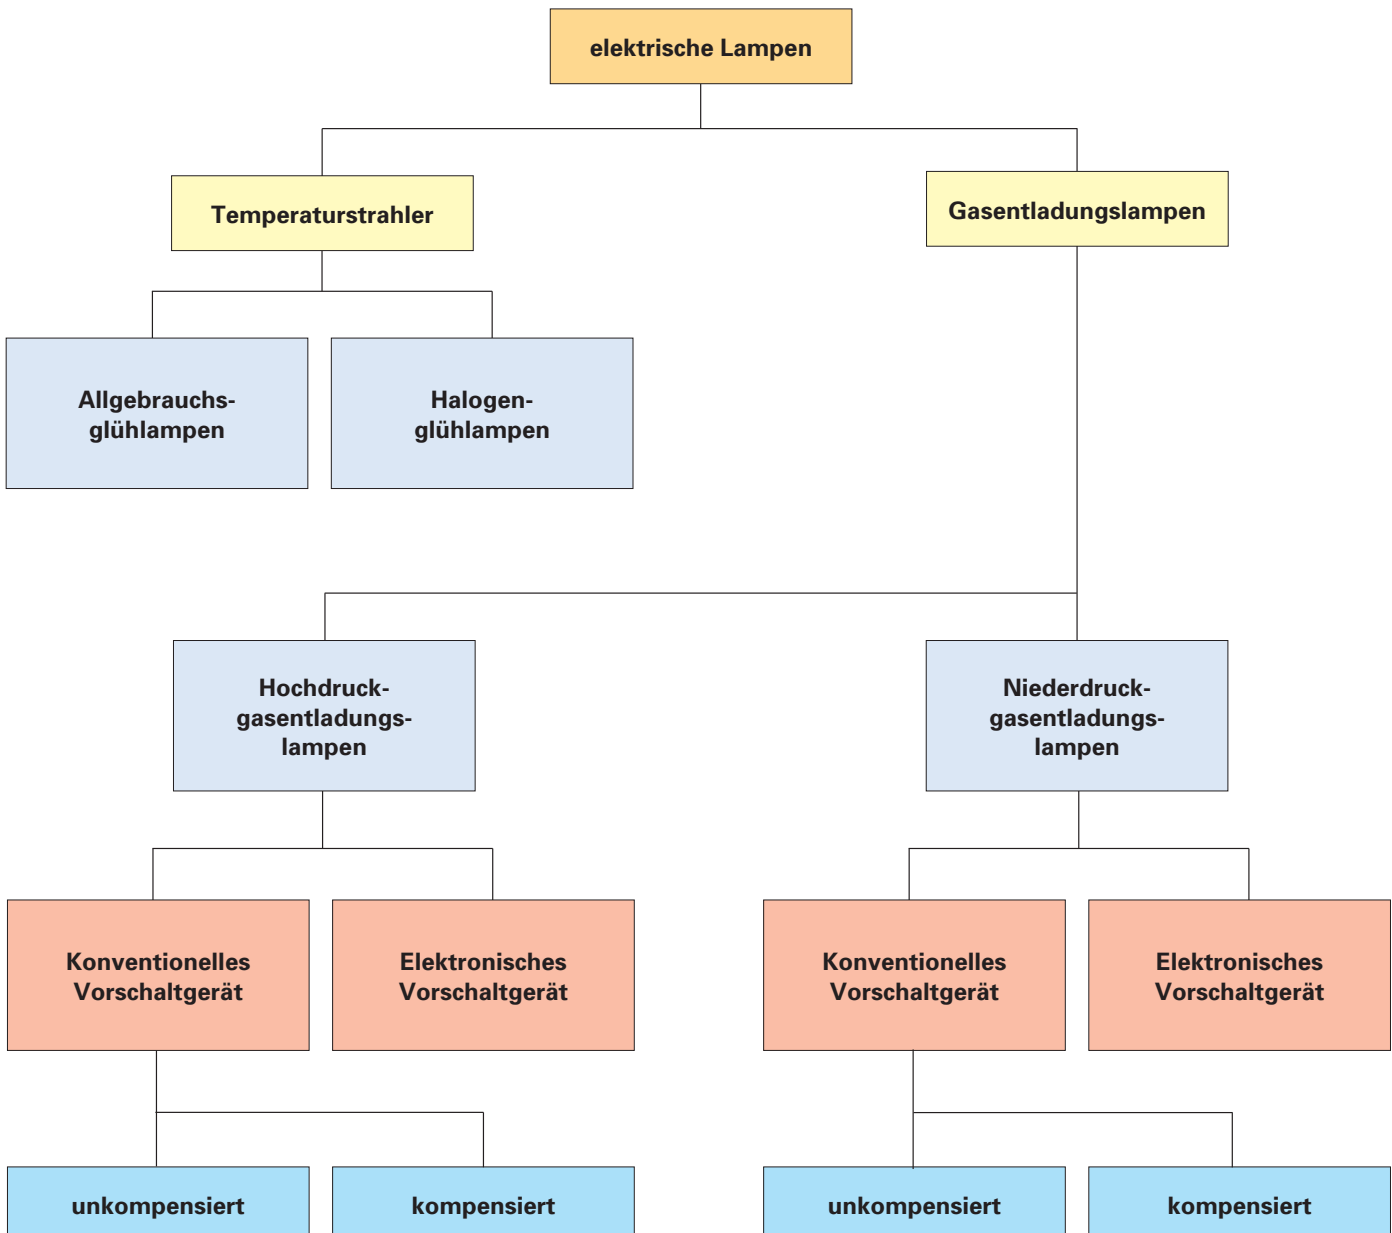 elektrische Lampen
Temperaturstrahler
Gasentladungslampen
Allgebrauchs-
glühlampen
Halogen-
glühlampen
Hochdruck-
gasentladungs-
lampen
Niederdruck-
gasentladungs-
lampen
Konventionelles
Vorschaltgerät
Elektronisches
Vorschaltgerät
Konventionelles
Vorschaltgerät
Elektronisches
Vorschaltgerät
unkompensiert
kompensiert
unkompensiert
kompensiert